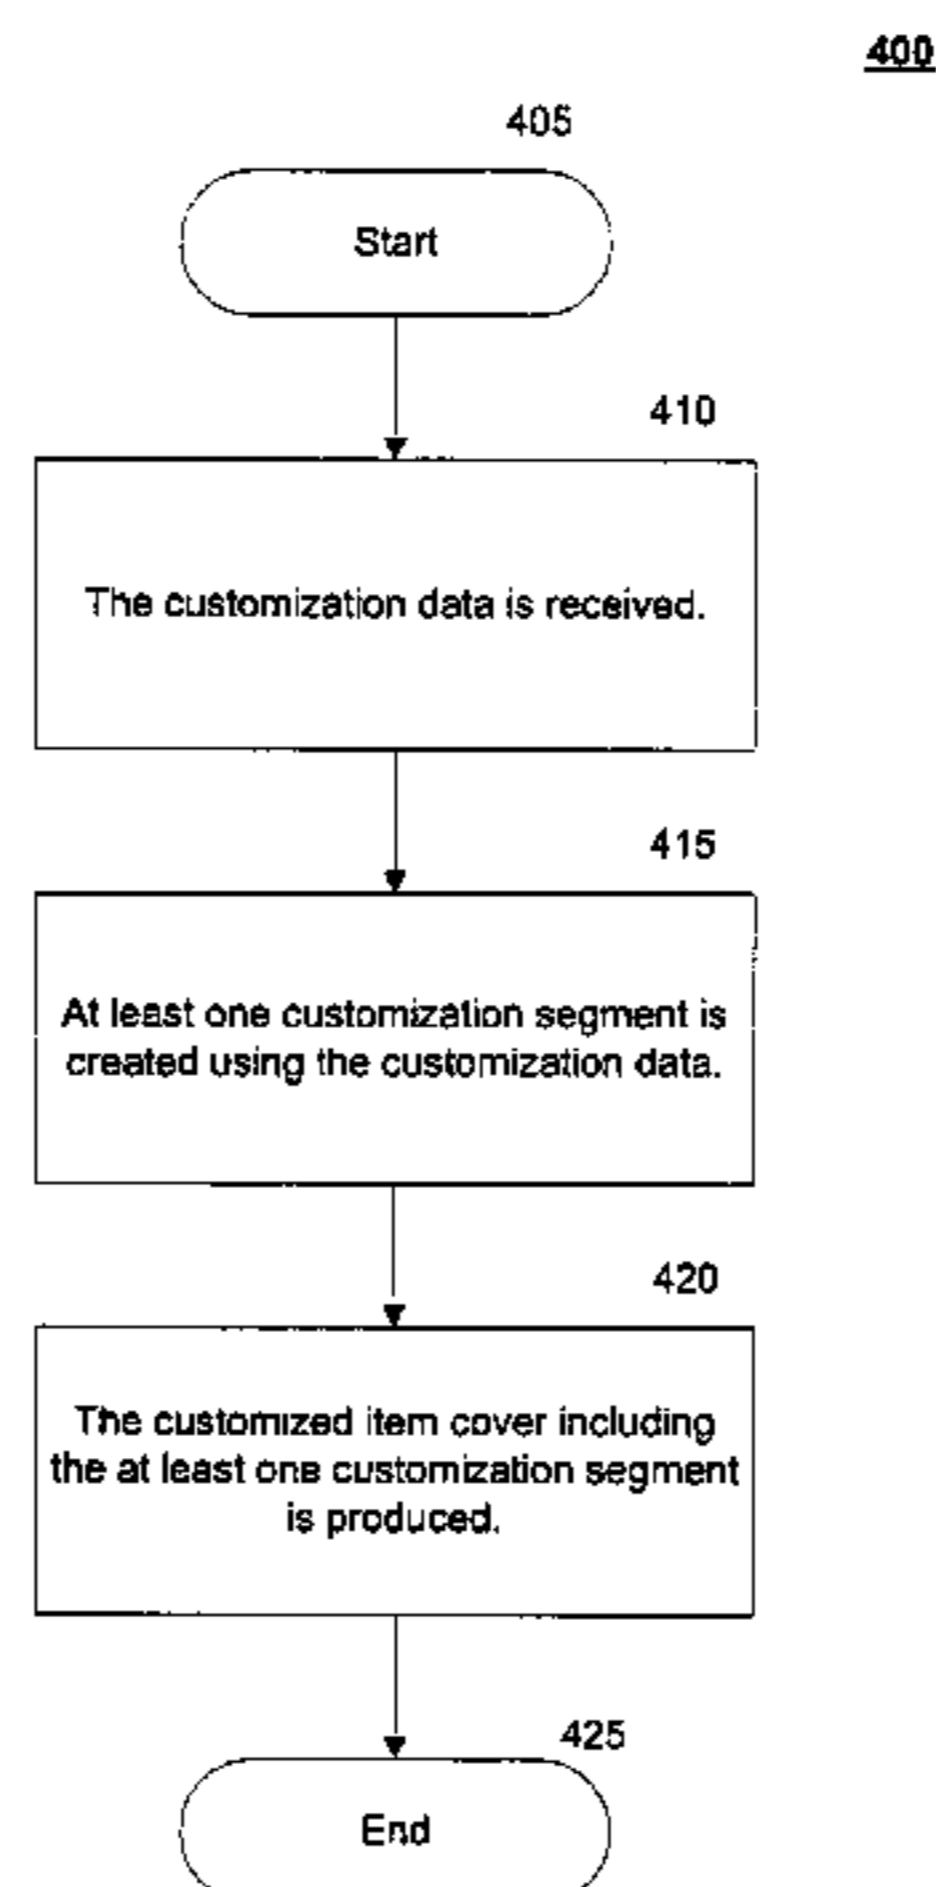 400
405
Start
410
The customization data is received.
415
At least one customization segment is
created using the customization data.
420
The customized item cover including
the at least one customization segment
is produced.
425
End